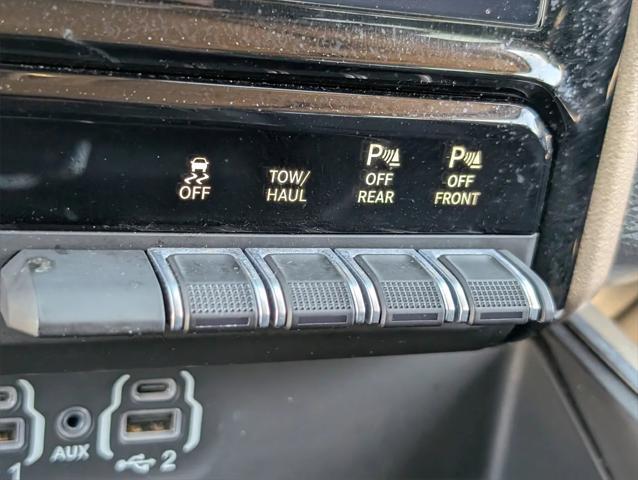 OFF
TOW/
HAUL
P
OFF
REAR
P
OFF
FRONT
1
AUX
2